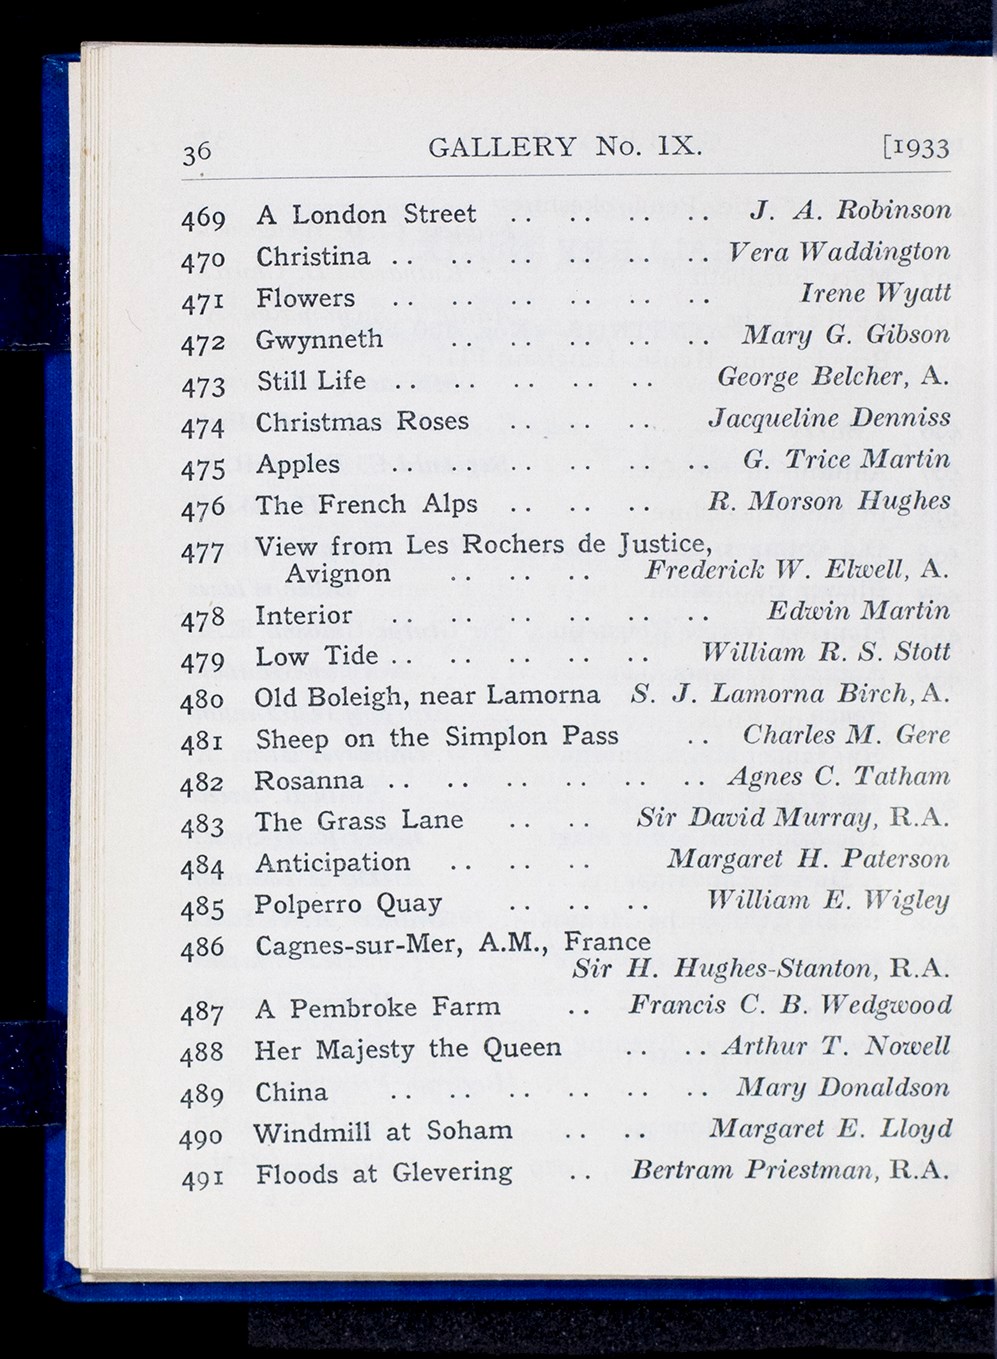 36 GALLERY No. IX. [1933
469 A London Street .. .. .. .. J. A. Robinson
470 Christina .. .. .. .. .. .. Vera Waddington
471 Flowers .. .. .. .. .. .. Irene Wyatt
472 Gwynneth .. .. .. .. .. Mary G. Gibson
473 Still Life .. .. .. .. .. George Belcher, A.
474 Christmas Roses .. .. .. Jacqueline Denniss
475 Apples .. .. .. .. .. .. G. Trice Martin
476 The French Alps .. .. .. R. Morson Hughes
477 View from Les Rochers de Justice,
Avignon .. .. .. Frederick W. Elwell, A.
478 Interior .. .. .. .. .. .. Edwin Martin
479 Low Tide .. .. .. .. .. William R. S. Stott
480 Old Boleigh, near Lamorna S. J. Lamorna Birch, A.
481 Sheep on the Simplon Pass .. Charles M. Gere
482 Rosanna .. .. .. .. .. .. Agnes C. Tatham
483 The Grass Lane .. .. Sir David Murray, R.A.
484 Anticipation .. .. .. Margaret H. Paterson
485 Polperro Quay .. .. .. William E. Wigley
486 Cagnes-sur-Mer, A.M., France
Sir H. Hughes-Stanton, R.A.
487 A Pembroke Farm .. Francis C. B. Wedgwood
488 Her Majesty the Queen .. .. Arthur T. Nowell
489 China .. .. .. .. .. .. Mary Donaldson
490 Windmill at Soham .. .. Margaret E. Lloyd
491 Floods at Glevering .. Bertram Priestman, R.A.